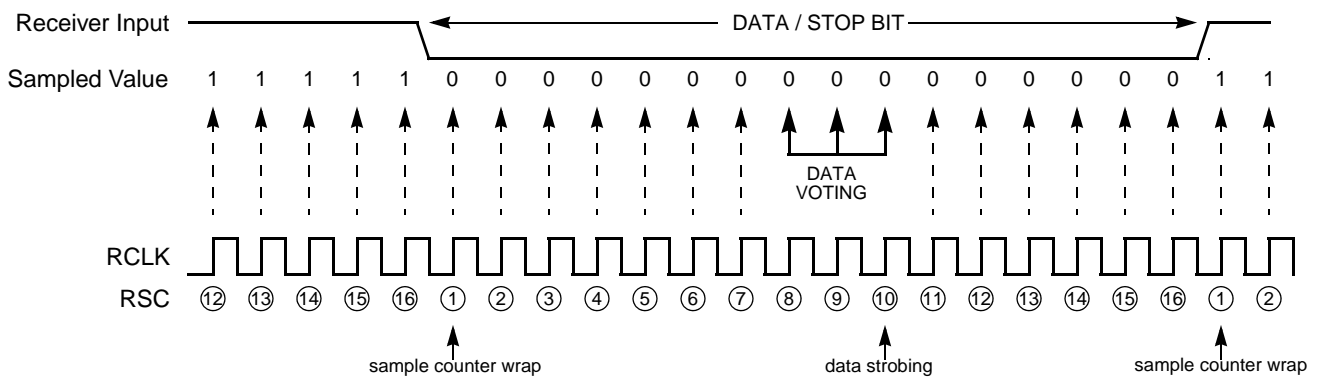 Receiver Input DATA / STOP BIT
Sampled Value 1 1 1 1 1 0 0 0 0 0 0 0 0 0 0 0 0 0 0 0 0 1 1
DATA
VOTING
RCLK
RSC 12 13 14 15 16 1 2 3 4 5 6 7 8 9 10 11 12 13 14 15 16 1 2
sample counter wrap data strobing sample counter wrap